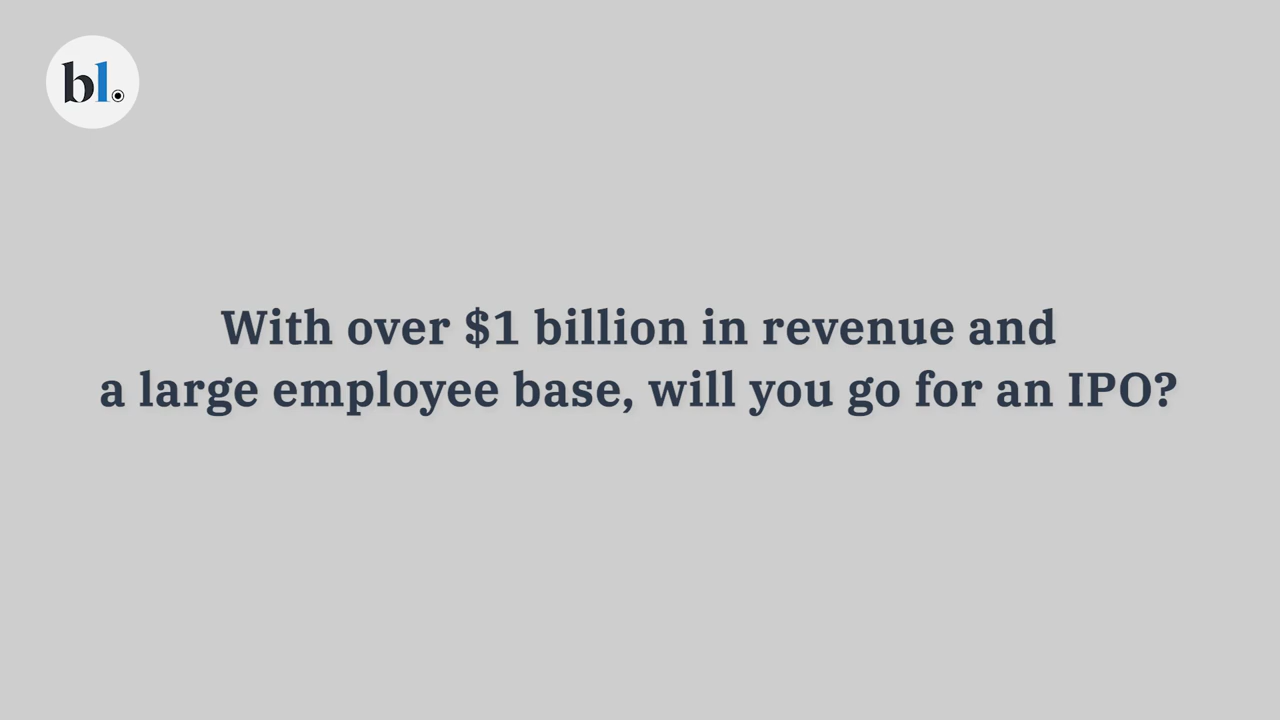 bl.
With over $1 billion in revenue and
a large employee base, will you go for an IPO?